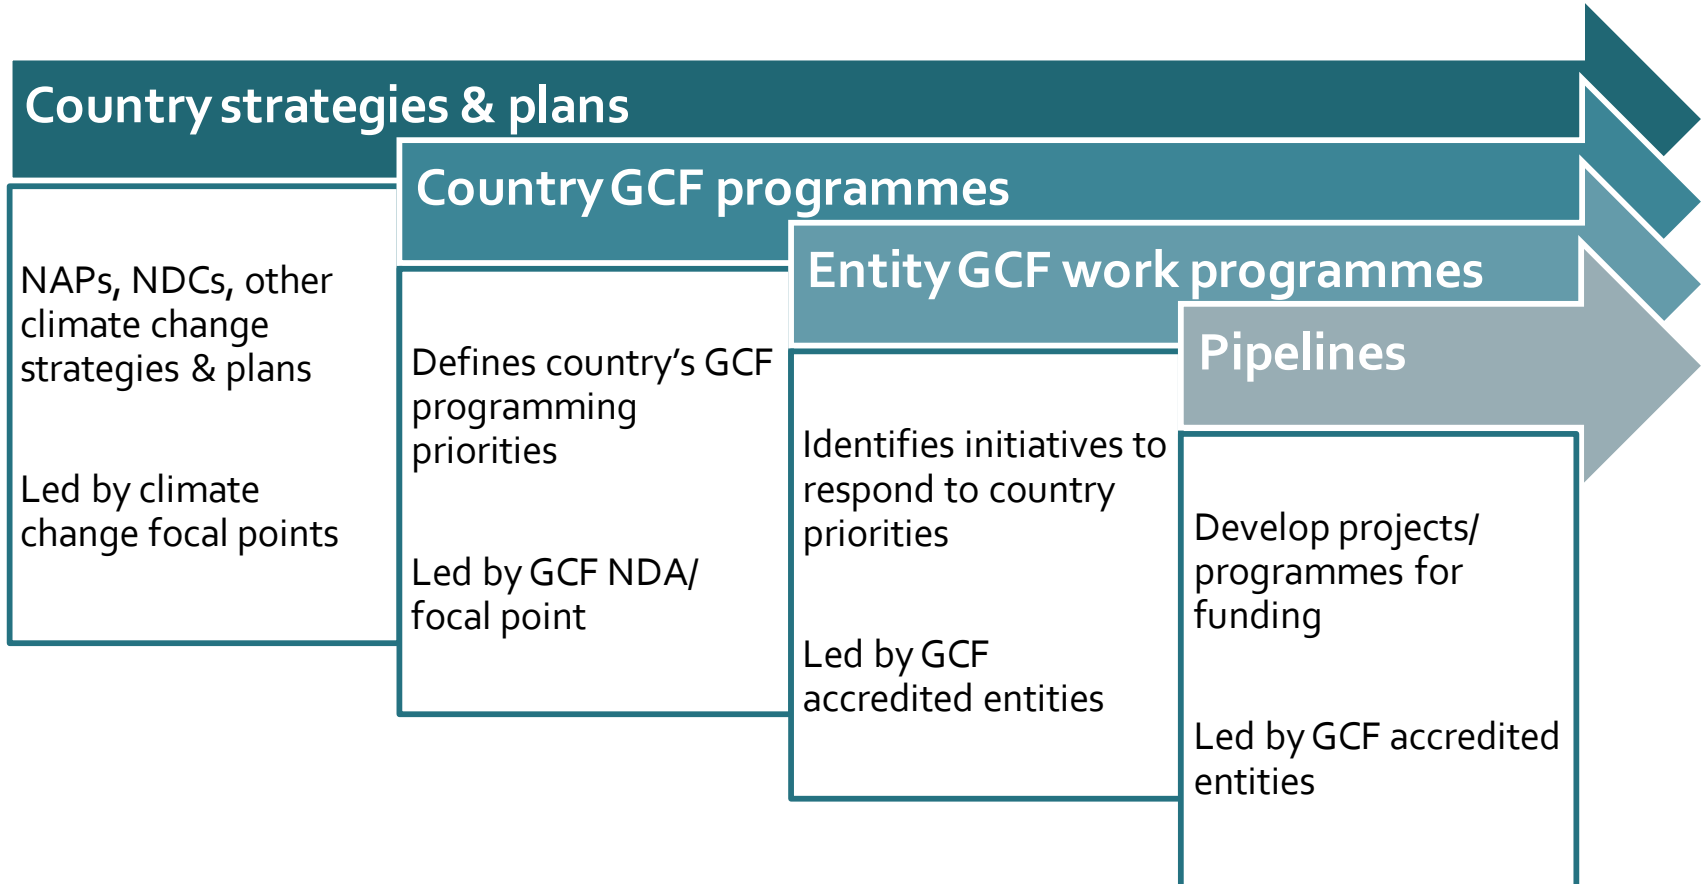 Country strategies & plans
NAPs, NDCs, other
climate change
strategies & plans
Led by climate
change focal points
Country GCF programmes
Defines country's GCF
programming
priorities
Led by GCF NDA/
focal point
Entity GCF work programmes
Identifies initiatives to
respond to country
priorities
Led by GCF
accredited entities
Pipelines
Develop projects/
programmes for
funding
Led by GCF accredited
entities